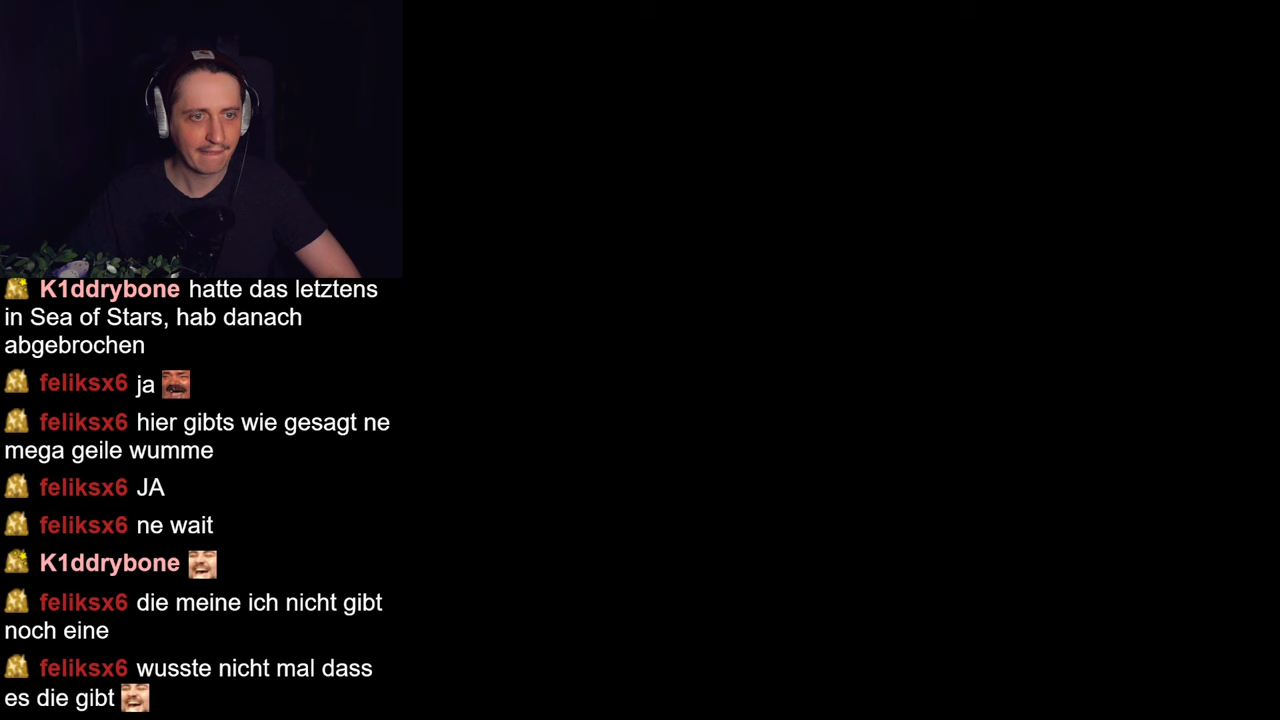 K1ddrybone hatte das letztens
in Sea of Stars, hab danach
abgebrochen
feliksx6 ja
feliksx6 hier gibts wie gesagt ne
mega geile wumme
feliksx6 JA
feliksx6 ne wait
K1ddrybone
feliksx6 die meine ich nicht gibt
noch eine
feliksx6 wusste nicht mal dass
es die gibt